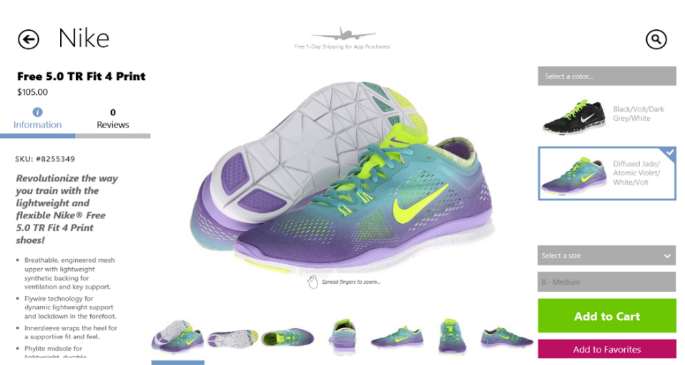 Nike
Free 1-Day Shipping for App Purchases
Free 5.0 TR Fit 4 Print
$105.00
Information
0
Reviews
SKU: #8255349
Revolutionize the way
you train with the
lightweight and
flexible Nike® Free
5.0 TR Fit 4 Print
shoes!
Breathable, engineered mesh
upper with lightweight
synthetic backing for
ventilation and key support.
Flywire technology for
dynamic lightweight support
and lockdown in the forefoot.
Innersleeve wraps the heel for
a supportive fit and feel.
Phylite midsole for
lightweight, durable
Spread fingers to zoom...
Select a color...
Black/Volt/Dark
Grey/White
Diffused Jade/
Atomic Violet/
White/Volt
Select a size
B - Medium
Add to Cart
Add to Favorites